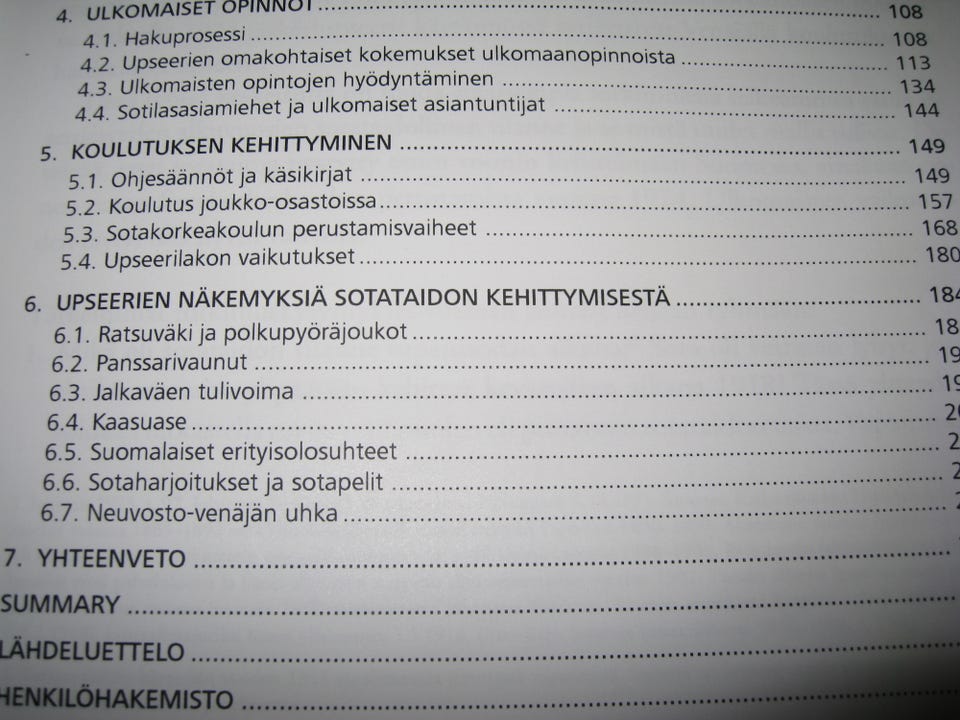 4. ULKOMAISET OPINNOT ... 108
4.1. Hakuprosessi ... 108
4.2. Upseerien omakohtaiset kokemukset ulkomaanopinnoista ... 113
4.3. Ulkomaisten opintojen hyödyntäminen ... 134
4.4. Sotilasasiamiehet ja ulkomaiset asiantuntijat ... 144
5. KOULUTUKSEN KEHITTYMINEN ... 149
5.1. Ohjesäännöt ja käsikirjat ... 149
5.2. Koulutus joukko-osastoissa ... 157
5.3. Sotakorkeakoulun perustamisvaiheet ... 168
5.4. Upseerilakon vaikutukset ... 180
6. UPSEERIEN NÄKEMYKSIÄ SOTATAIDON KEHITTYMISESTÄ ... 184
6.1. Ratsuväki ja polkupyöräjoukot ...
6.2. Panssarivaunut ...
6.3. Jalkaväen tulivoima ...
6.4. Kaasuase ...
6.5. Suomalaiset erityisolosuhteet ...
6.6. Sotaharjoitukset ja sotapelit ...
6.7. Neuvosto-venäjän uhka ...
7. YHTEENVETO ...
SUMMARY ...
LÄHDELUETTELO ...
HENKILÖHAKEMISTO ...